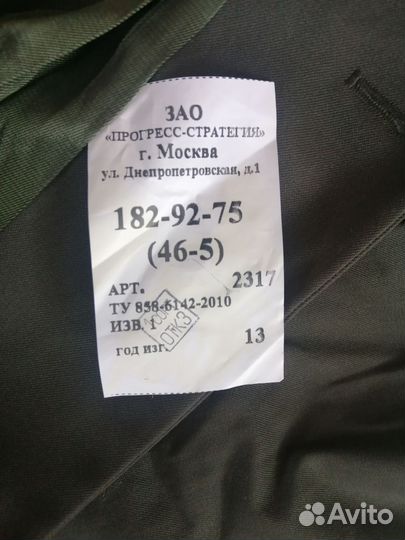 ЗАО
«ПРОГРЕСС-СТРАТЕГИЯ»
г. Москва
ул. Днепропетровская, д.1
182-92-75
(46-5)
АРТ. 2317
ТУ 858-6142-2010
ИЗВ. 1
ОТКЗ
год изг. 13
Avito